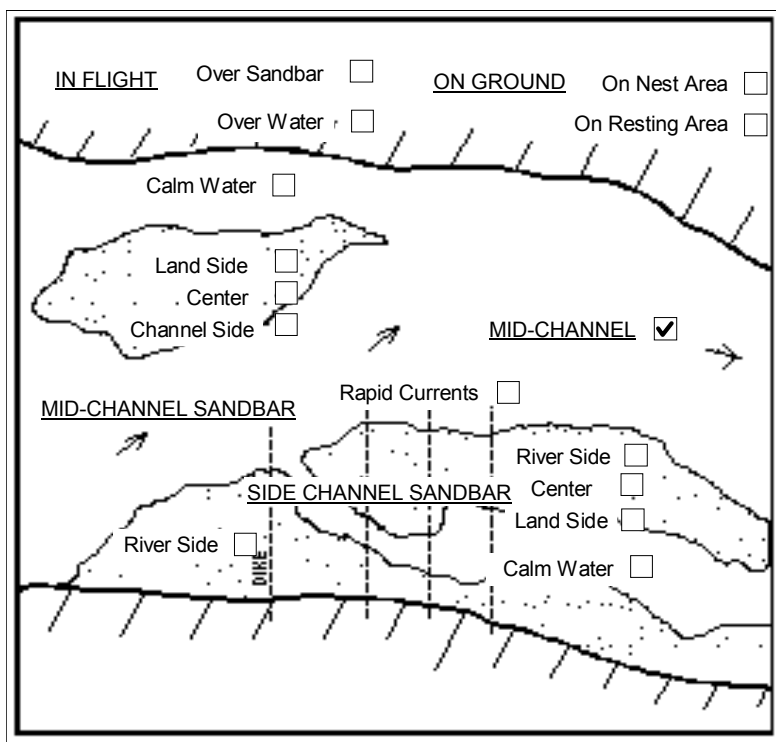 IN FLIGHT
Over Sandbar
Over Water
ON GROUND
On Nest Area
On Resting Area
Calm Water
Land Side
Center
Channel Side
MID-CHANNEL
MID-CHANNEL SANDBAR
Rapid Currents
SIDE CHANNEL SANDBAR
River Side
Center
Land Side
River Side
DIKE
Calm Water